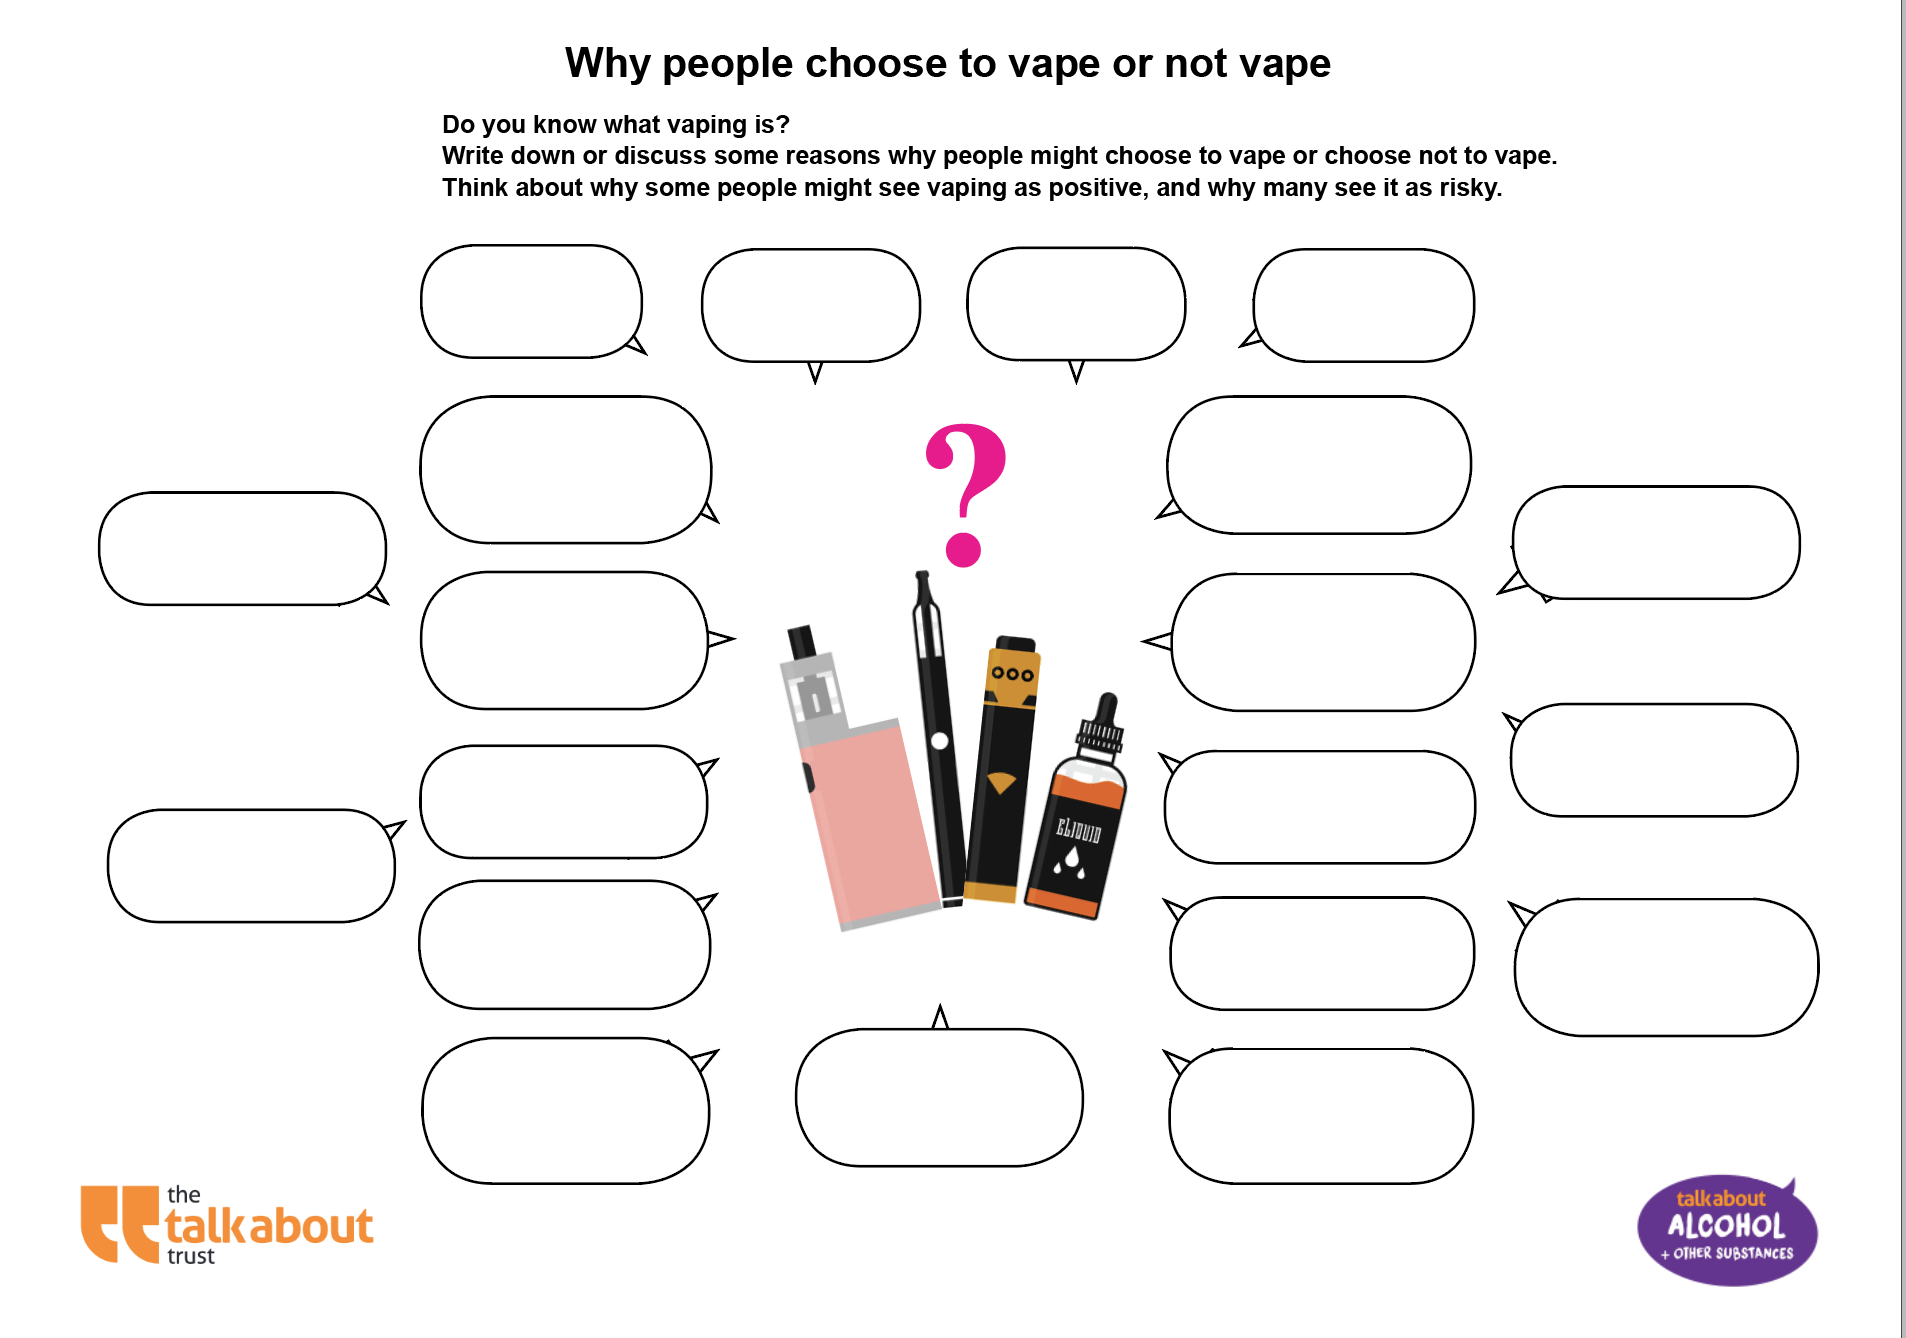 Why people choose to vape or not vape
Do you know what vaping is?
Write down or discuss some reasons why people might choose to vape or choose not to vape.
Think about why some people might see vaping as positive, and why many see it as risky.
ELIQUID
the
talkabout
trust
talkabout
ALCOHOL
+ OTHER SUBSTANCES